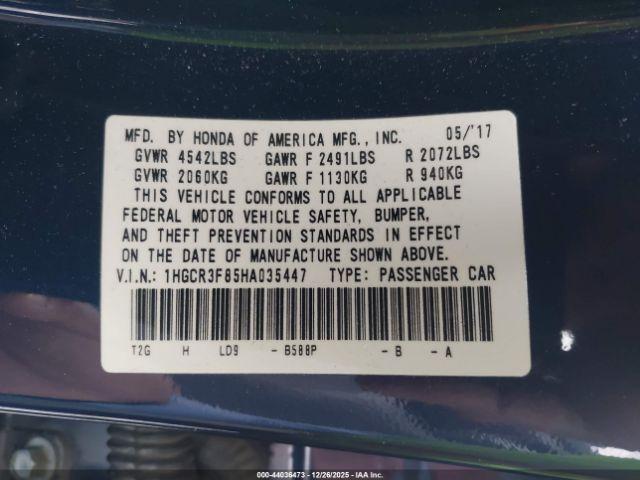 MFD. BY HONDA OF AMERICA MFG., INC. 05/'17
GVWR 4542LBS GAWR F 2491LBS R 2072LBS
GVWR 2060KG GAWR F 1130KG R 940KG
THIS VEHICLE CONFORMS TO ALL APPLICABLE
FEDERAL MOTOR VEHICLE SAFETY, BUMPER,
AND THEFT PREVENTION STANDARDS IN EFFECT
ON THE DATE OF MANUFACTURE SHOWN ABOVE.
V.I.N.: 1HGCR3F85HA035447 TYPE: PASSENGER CAR
T2G H LD9 - B588P - B - A
000-44036473 - 12/26/2025 - IAA Inc.